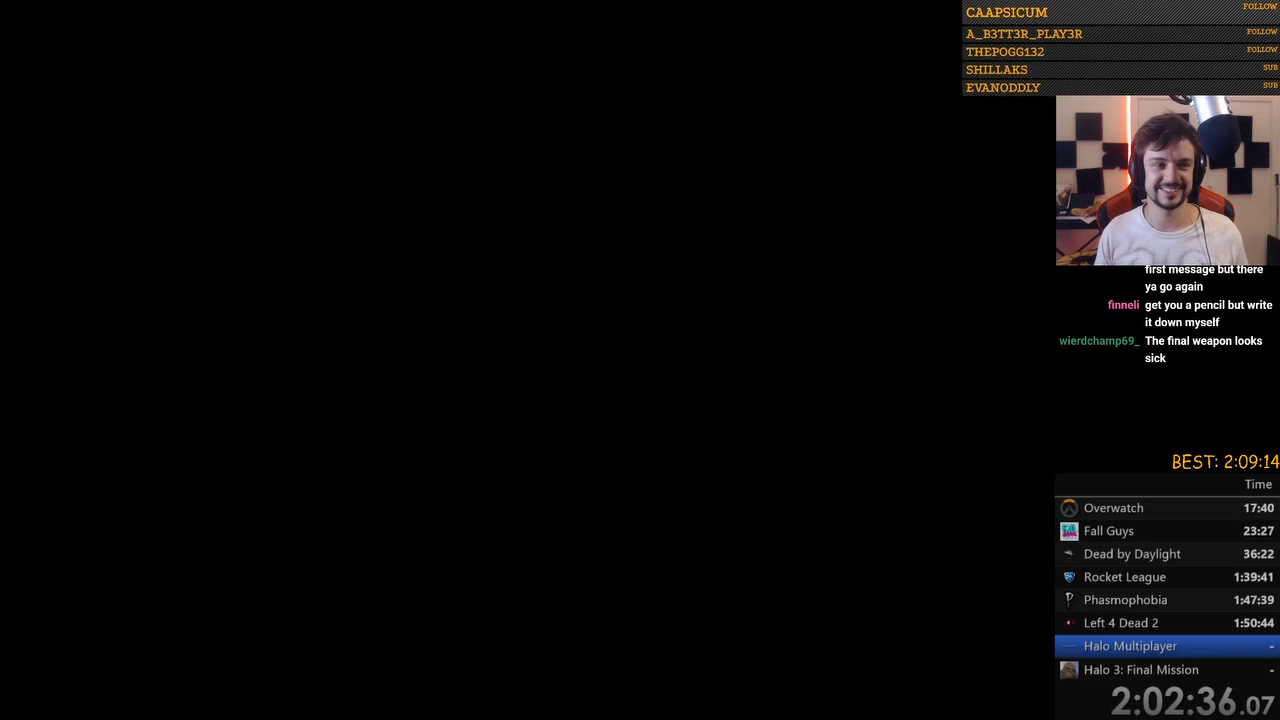 CAAPSICUM FOLLOW
A_B3TT3R_PLAY3R FOLLOW
THEPOGG132 FOLLOW
SHILLAKS SUB
EVANODDLY SUB
first message but there
ya go again
finneli get you a pencil but write
it down myself
wierdchamp69_ The final weapon looks
sick
BEST: 2:09:14
Time
Overwatch 17:40
Fall Guys 23:27
Dead by Daylight 36:22
Rocket League 1:39:41
Phasmophobia 1:47:39
Left 4 Dead 2 1:50:44
Halo Multiplayer -
Halo 3: Final Mission -
2:02:36.07